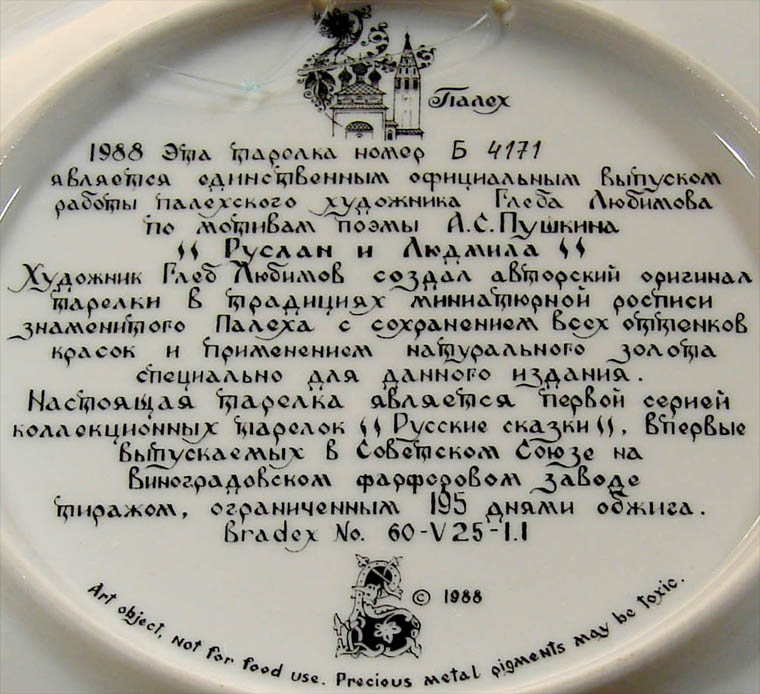 Палех
1988 Эта тарелка номер Б 4171
является единственным официальным выпуском
работы палехского художника Глеба Любимова
по мотивам поэмы А.С.Пушкина
"Руслан и Людмила"
Художник Глеб Любимов создал авторский оригинал
тарелки в традициях миниатюрной росписи
знаменитого Палеха с сохранением всех оттенков
красок и применением натурального золота
специально для данного издания.
Настоящая тарелка является первой серией
коллекционных тарелок "Русские сказки", впервые
выпускаемых в Советском Союзе на
Виноградовском фарфоровом заводе
тиражом, ограниченным 195 днями обжига.
Bradex No. 60-V25-1.1
© 1988
Art object, not for food use. Precious metal pigments may be toxic.